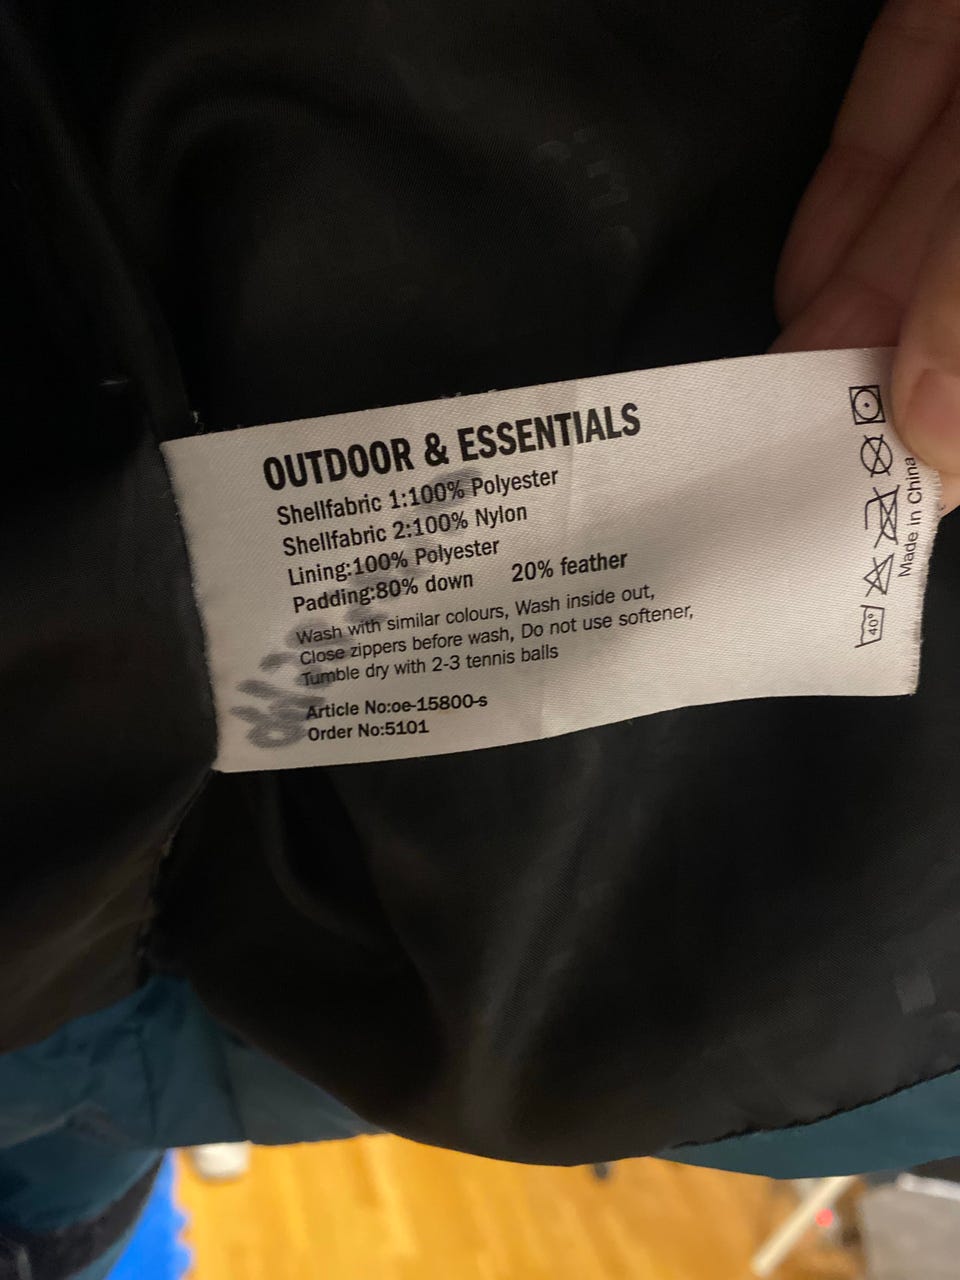 OUTDOOR & ESSENTIALS
Shellfabric 1:100% Polyester
Shellfabric 2:100% Nylon
Lining:100% Polyester
Padding:80% down 20% feather
Wash with similar colours, Wash inside out,
Close zippers before wash, Do not use softener,
Tumble dry with 2-3 tennis balls
Article No:oe-15800-s
Order No:5101
40°
Made in China